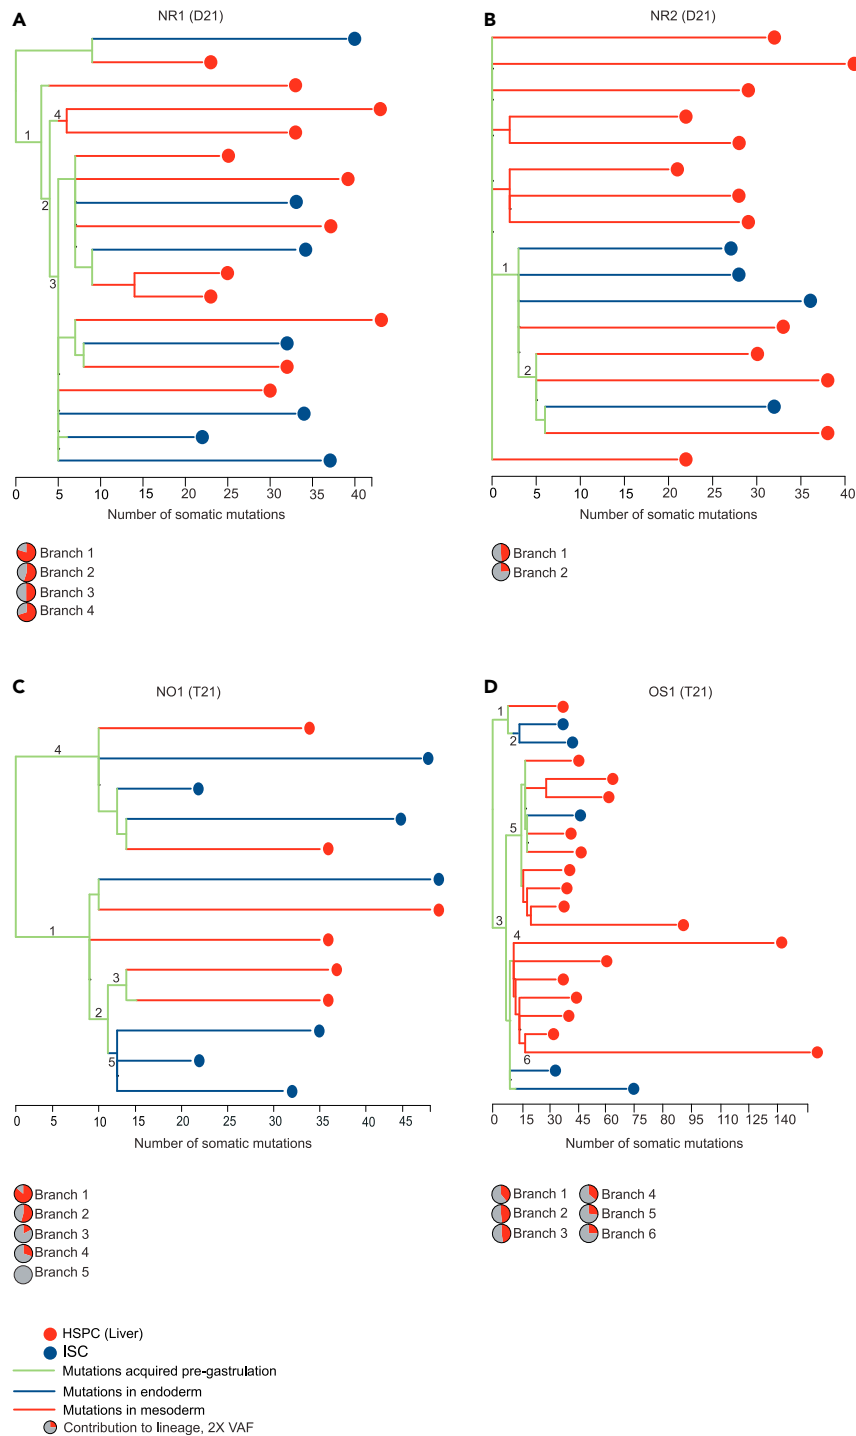 A
NR1 (D21)
1
2
3
4
0 5 10 15 20 25 30 35 40
Number of somatic mutations
Branch 1
Branch 2
Branch 3
Branch 4
B
NR2 (D21)
1
2
0 5 10 15 20 25 30 40
Number of somatic mutations
Branch 1
Branch 2
C
NO1 (T21)
4
1
3
2
5
0 5 10 15 20 25 30 35 40 45
Number of somatic mutations
Branch 1
Branch 2
Branch 3
Branch 4
Branch 5
D
OS1 (T21)
1
2
5
3
4
6
0 15 30 45 60 75 90 110 125 140
Number of somatic mutations
Branch 1
Branch 2
Branch 3
Branch 4
Branch 5
Branch 6
HSPC (Liver)
ISC
Mutations acquired pre-gastrulation
Mutations in endoderm
Mutations in mesoderm
Contribution to lineage, 2X VAF